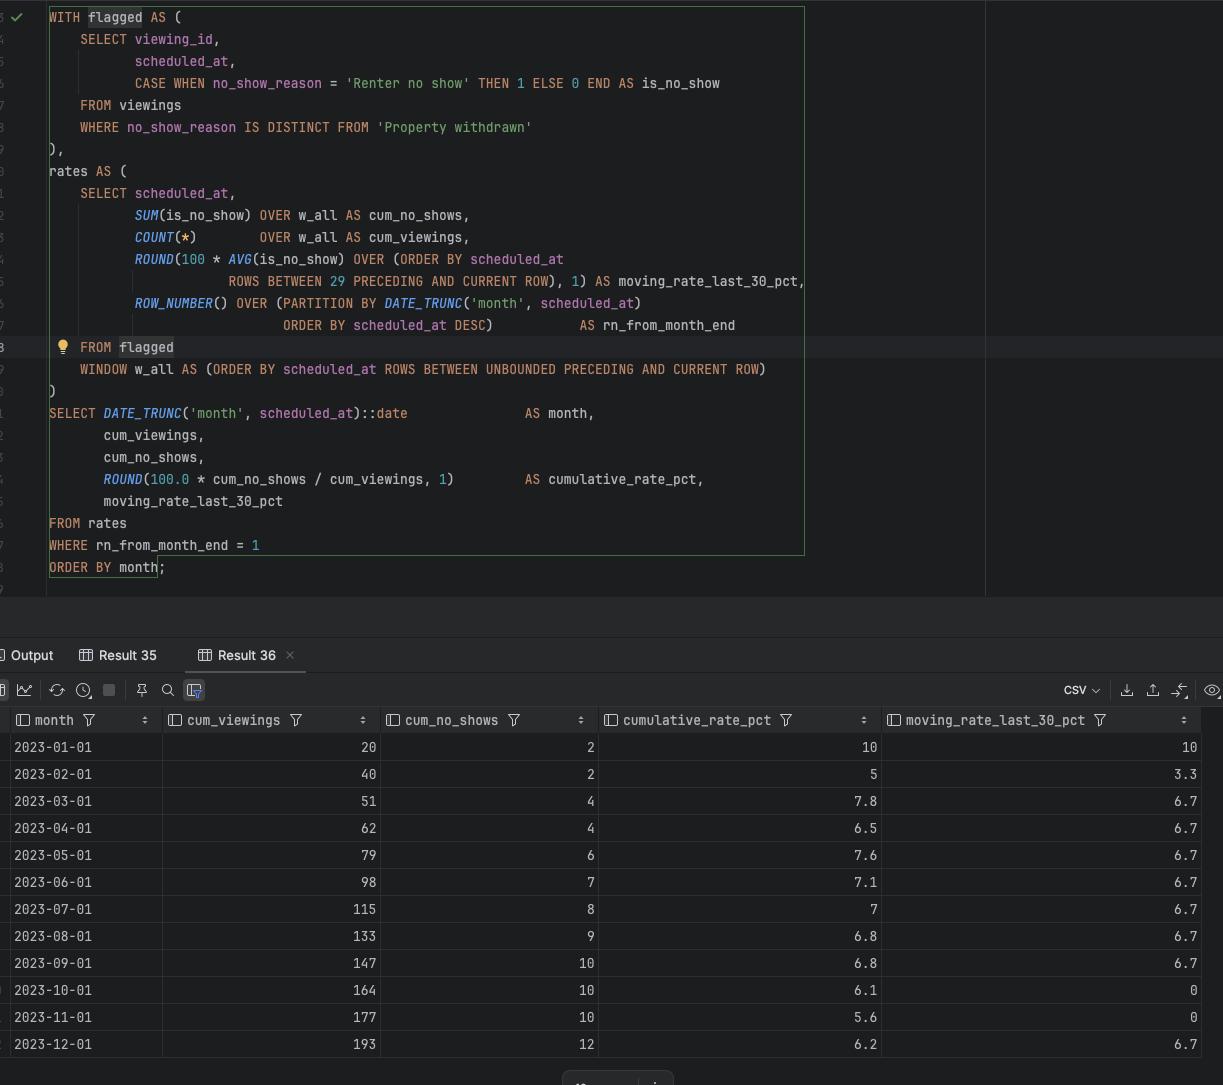 WITH flagged AS (
SELECT viewing_id,
scheduled_at,
CASE WHEN no_show_reason = 'Renter no show' THEN 1 ELSE 0 END AS is_no_show
FROM viewings
WHERE no_show_reason IS DISTINCT FROM 'Property withdrawn'
),
rates AS (
SELECT scheduled_at,
SUM(is_no_show) OVER w_all AS cum_no_shows,
COUNT(*) OVER w_all AS cum_viewings,
ROUND(100 * AVG(is_no_show) OVER (ORDER BY scheduled_at
ROWS BETWEEN 29 PRECEDING AND CURRENT ROW), 1) AS moving_rate_last_30_pct,
ROW_NUMBER() OVER (PARTITION BY DATE_TRUNC('month', scheduled_at)
ORDER BY scheduled_at DESC) AS rn_from_month_end
FROM flagged
WINDOW w_all AS (ORDER BY scheduled_at ROWS BETWEEN UNBOUNDED PRECEDING AND CURRENT ROW)
)
SELECT DATE_TRUNC('month', scheduled_at)::date AS month,
cum_viewings,
cum_no_shows,
ROUND(100.0 * cum_no_shows / cum_viewings, 1) AS cumulative_rate_pct,
moving_rate_last_30_pct
FROM rates
WHERE rn_from_month_end = 1
ORDER BY month;
Output Result 35 Result 36
CSV
month cum_viewings cum_no_shows cumulative_rate_pct moving_rate_last_30_pct
2023-01-01 20 2 10 10
2023-02-01 40 2 5 3.3
2023-03-01 51 4 7.8 6.7
2023-04-01 62 4 6.5 6.7
2023-05-01 79 6 7.6 6.7
2023-06-01 98 7 7.1 6.7
2023-07-01 115 8 7 6.7
2023-08-01 133 9 6.8 6.7
2023-09-01 147 10 6.8 6.7
2023-10-01 164 10 6.1 0
2023-11-01 177 10 5.6 0
2023-12-01 193 12 6.2 6.7